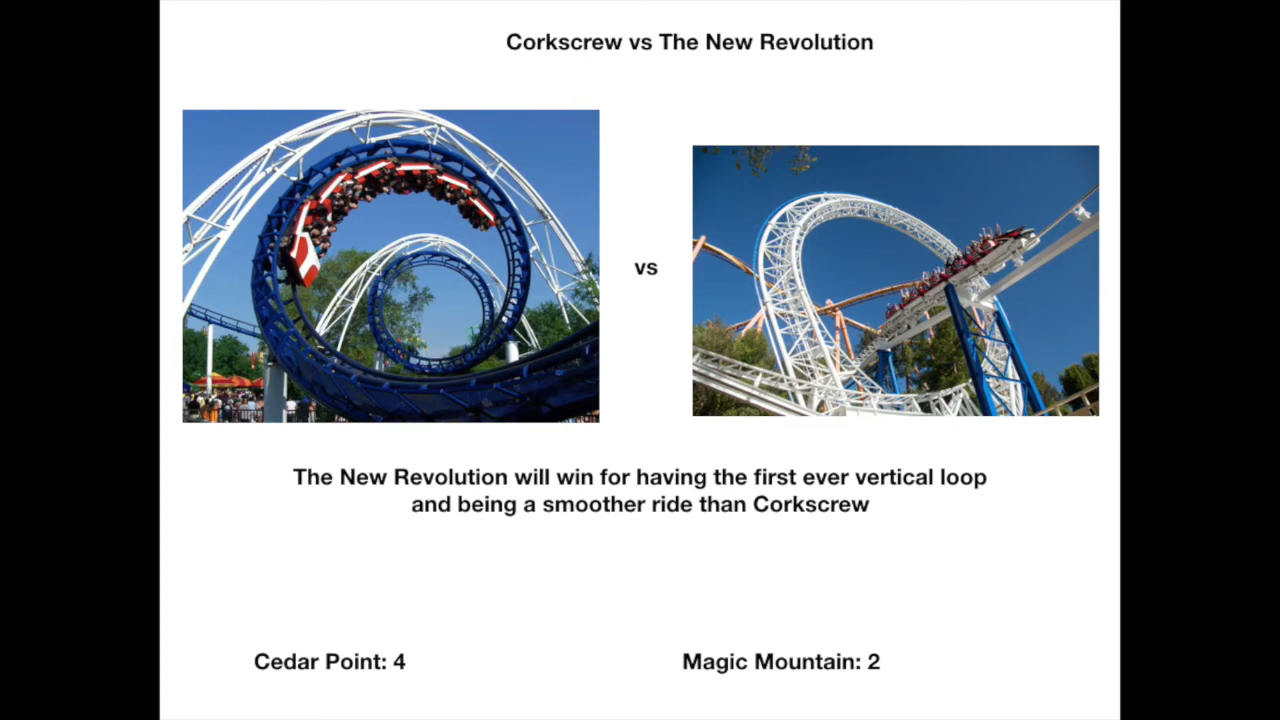 Corkscrew vs The New Revolution
vs
The New Revolution will win for having the first ever vertical loop
and being a smoother ride than Corkscrew
Cedar Point: 4
Magic Mountain: 2